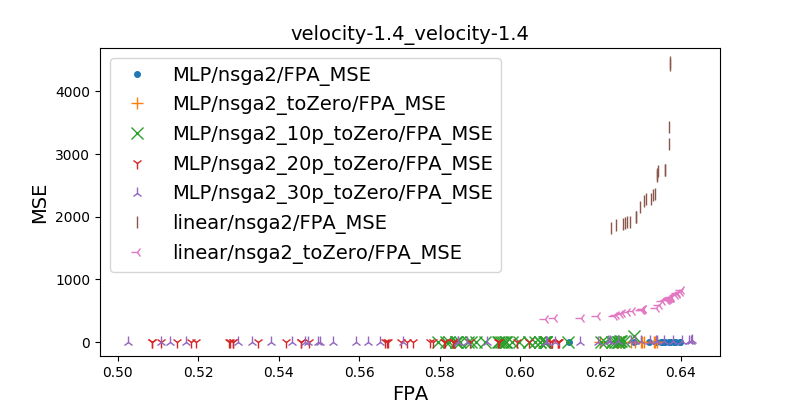 velocity-1.4_velocity-1.4
MLP/nsga2/FPA_MSE
MLP/nsga2_toZero/FPA_MSE
MLP/nsga2_10p_toZero/FPA_MSE
MLP/nsga2_20p_toZero/FPA_MSE
MLP/nsga2_30p_toZero/FPA_MSE
linear/nsga2/FPA_MSE
linear/nsga2_toZero/FPA_MSE
MSE
4000
3000
2000
1000
0
0.50 0.52 0.54 0.56 0.58 0.60 0.62 0.64
FPA